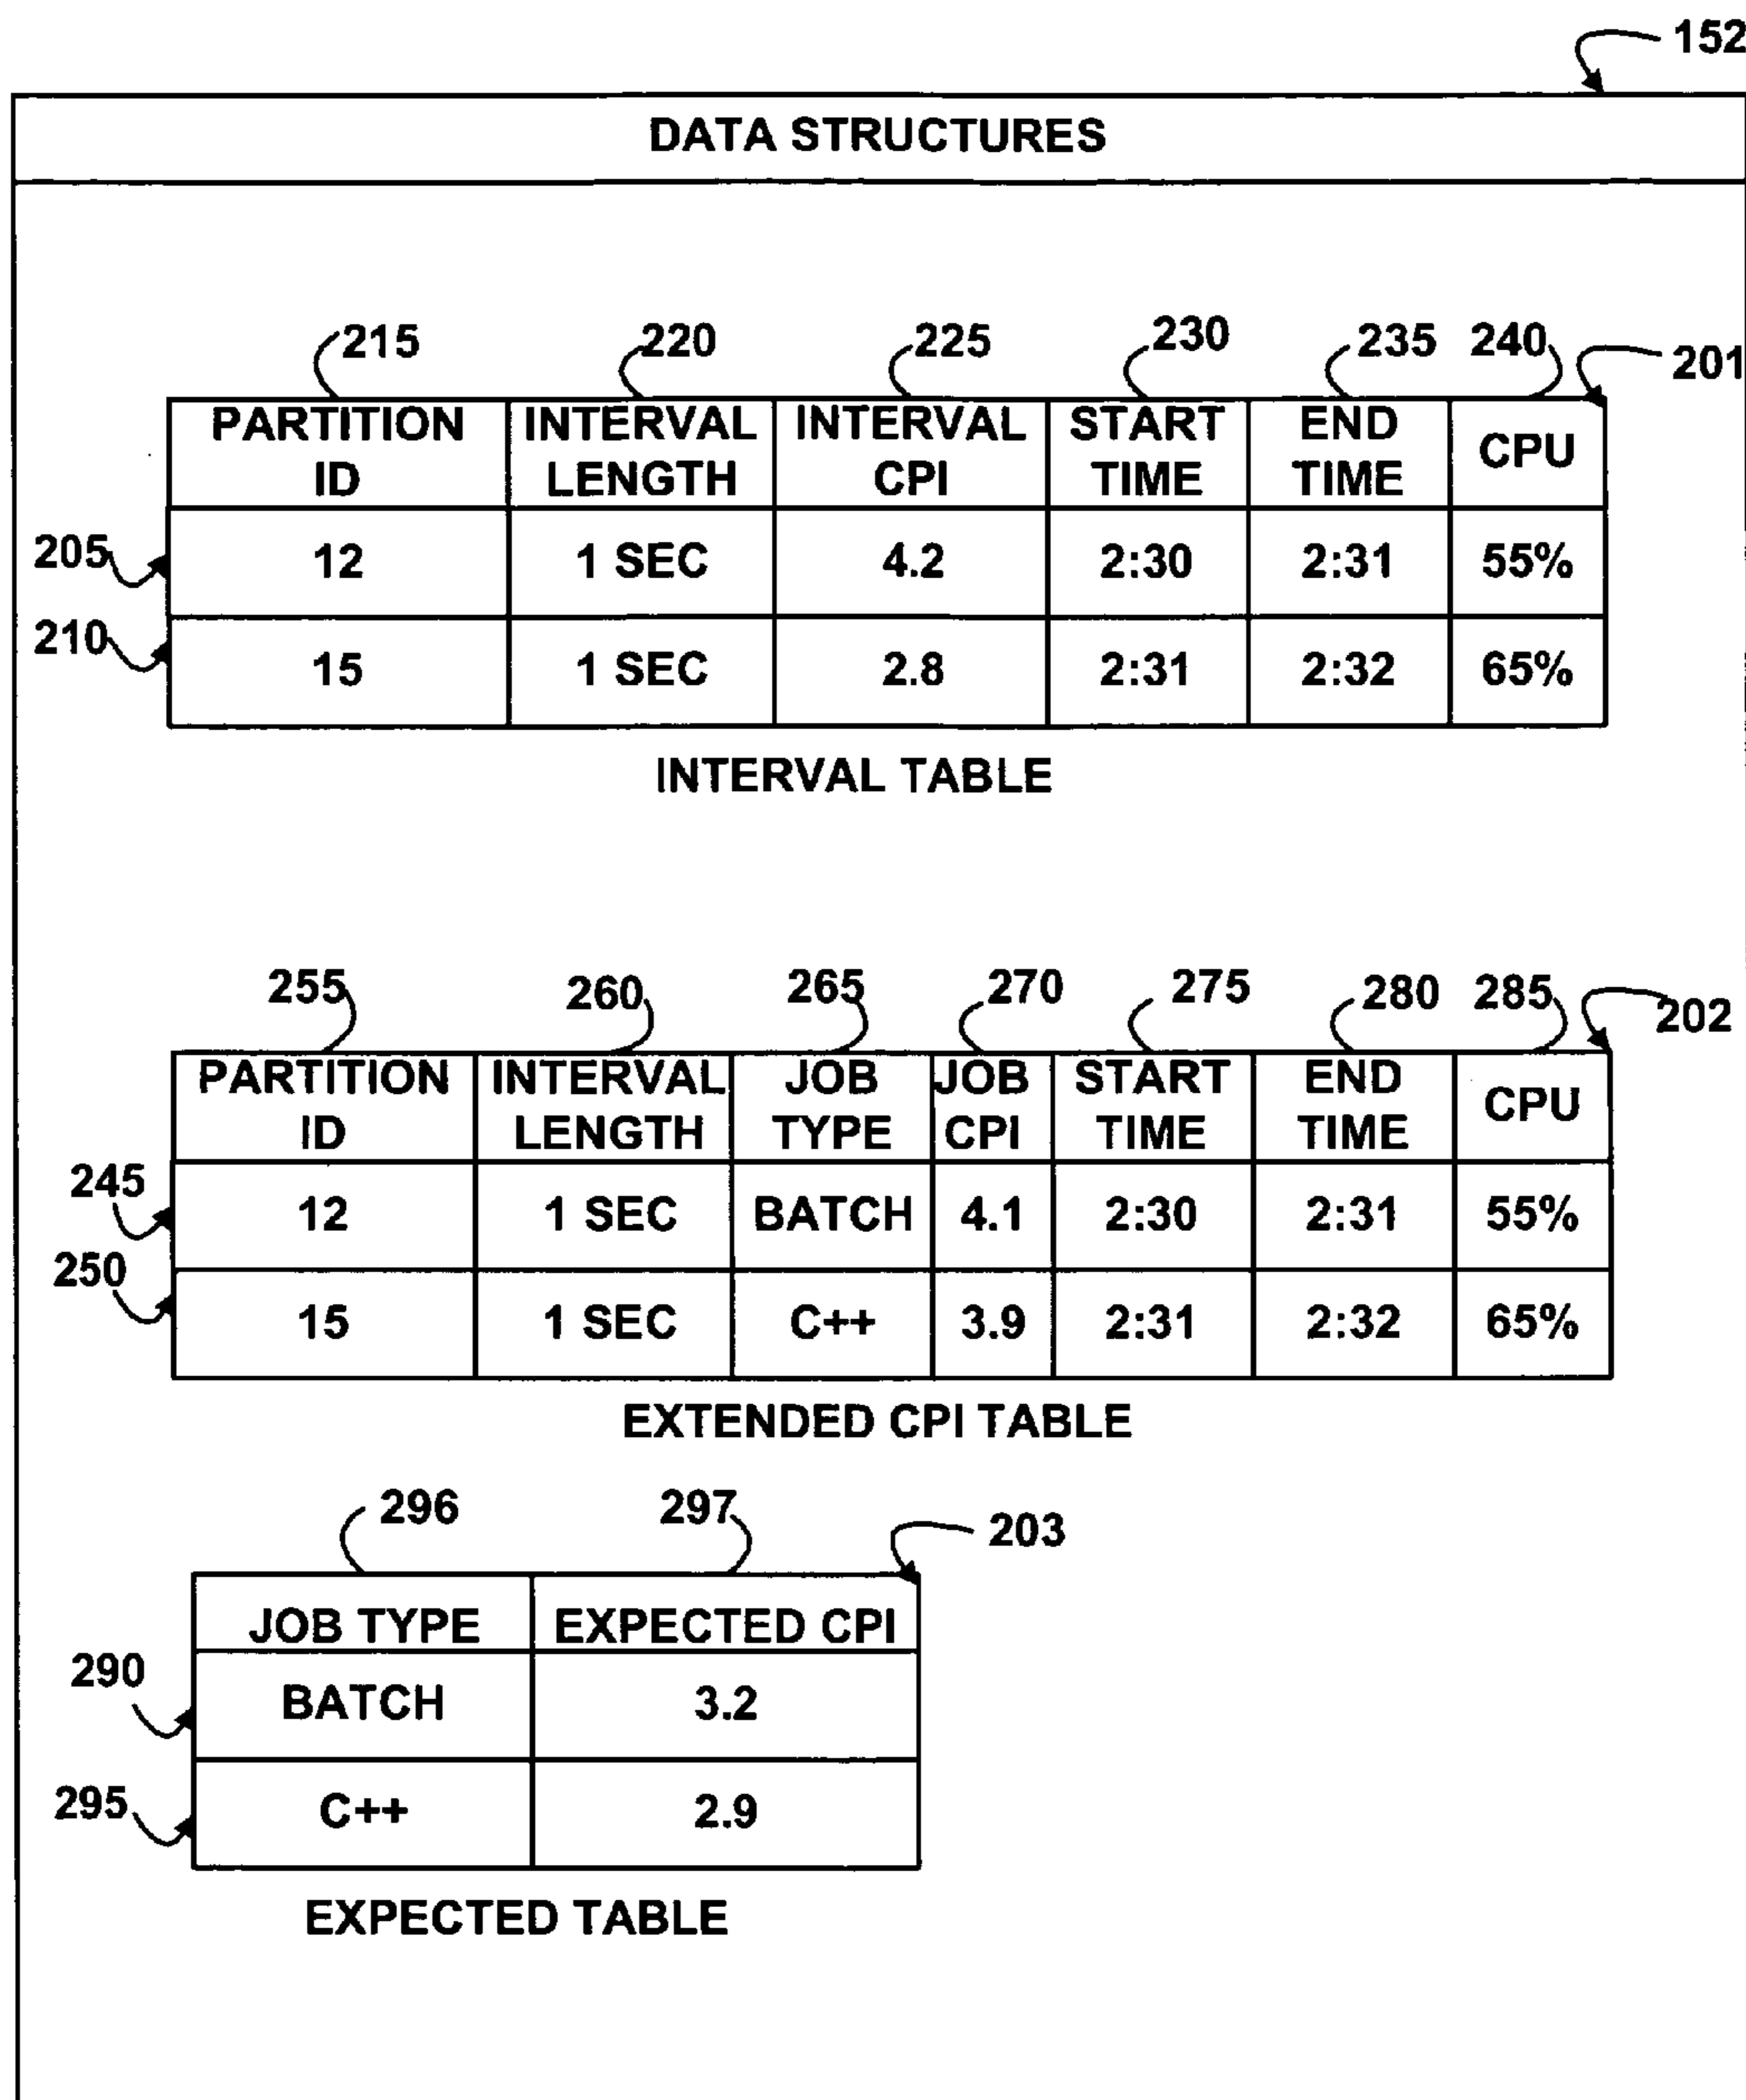 152
DATA STRUCTURES
215 220 225 230 235 240 201
PARTITION ID INTERVAL LENGTH INTERVAL CPI START TIME END TIME CPU
205 12 1 SEC 4.2 2:30 2:31 55%
210 15 1 SEC 2.8 2:31 2:32 65%
INTERVAL TABLE
255 260 265 270 275 280 285 202
PARTITION ID INTERVAL LENGTH JOB TYPE JOB CPI START TIME END TIME CPU
245 12 1 SEC BATCH 4.1 2:30 2:31 55%
250 15 1 SEC C++ 3.9 2:31 2:32 65%
EXTENDED CPI TABLE
296 297 203
JOB TYPE EXPECTED CPI
290 BATCH 3.2
295 C++ 2.9
EXPECTED TABLE